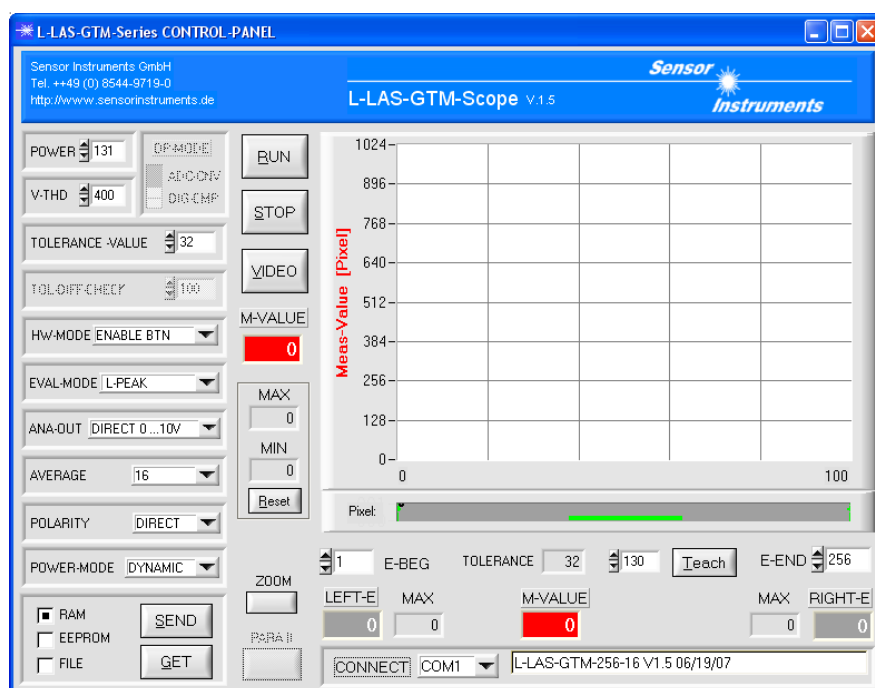 L-LAS-GTM-Series CONTROL-PANEL
Sensor Instruments GmbH
Tel. ++49 (0) 8544-9719-0
http://www.sensorinstruments.de
L-LAS-GTM-Scope V.1.5
Sensor
Instruments
POWER 131
OP-MODE
ADC-CNV
DIG-CMP
V-THD 400
TOLERANCE -VALUE 32
TOL-DIFF-CHECK 100
HW-MODE ENABLE BTN
EVAL-MODE L-PEAK
ANA-OUT DIRECT 0 ...10V
AVERAGE 16
POLARITY DIRECT
POWER-MODE DYNAMIC
RAM
EEPROM
FILE
SEND
GET
RUN
STOP
VIDEO
M-VALUE
0
MAX
0
MIN
0
Reset
ZOOM
PARA II
Meas-Value [Pixel]
1024
896
768
640
512
384
256
128
0
0 100
Pixel:
1 E-BEG TOLERANCE 32 130 Teach E-END 256
LEFT-E MAX M-VALUE MAX RIGHT-E
0 0 0 0 0
CONNECT COM1 L-LAS-GTM-256-16 V1.5 06/19/07